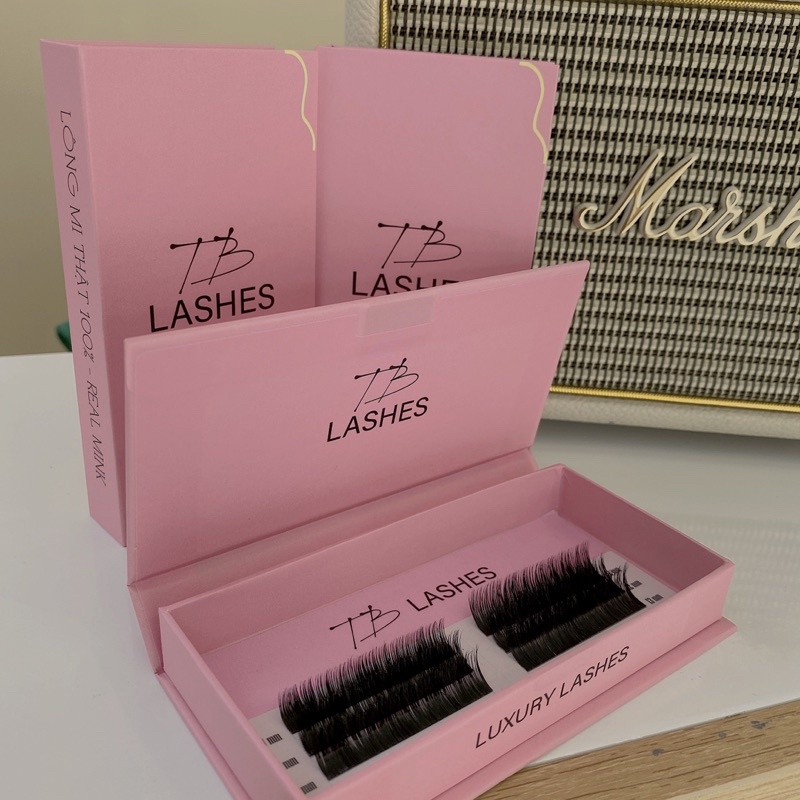 LÔNG MI THẬT 100% - REAL MINK
TB
LASHES
TB
LASHES
Marsh
TB
LASHES
TB LASHES
LUXURY LASHES